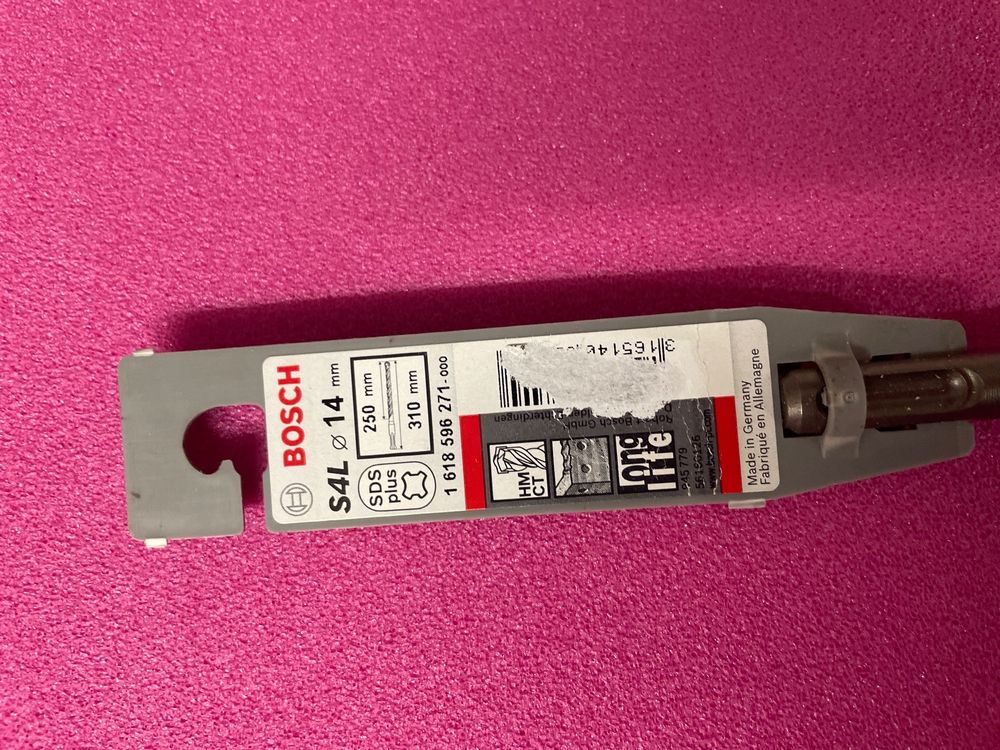 BOSCH
S4L ⌀ 14 mm
SDS
plus
250 mm
310 mm
1 618 596 271-000
HM
CT
long
life
Made in Germany
Fabriqué en Allemagne